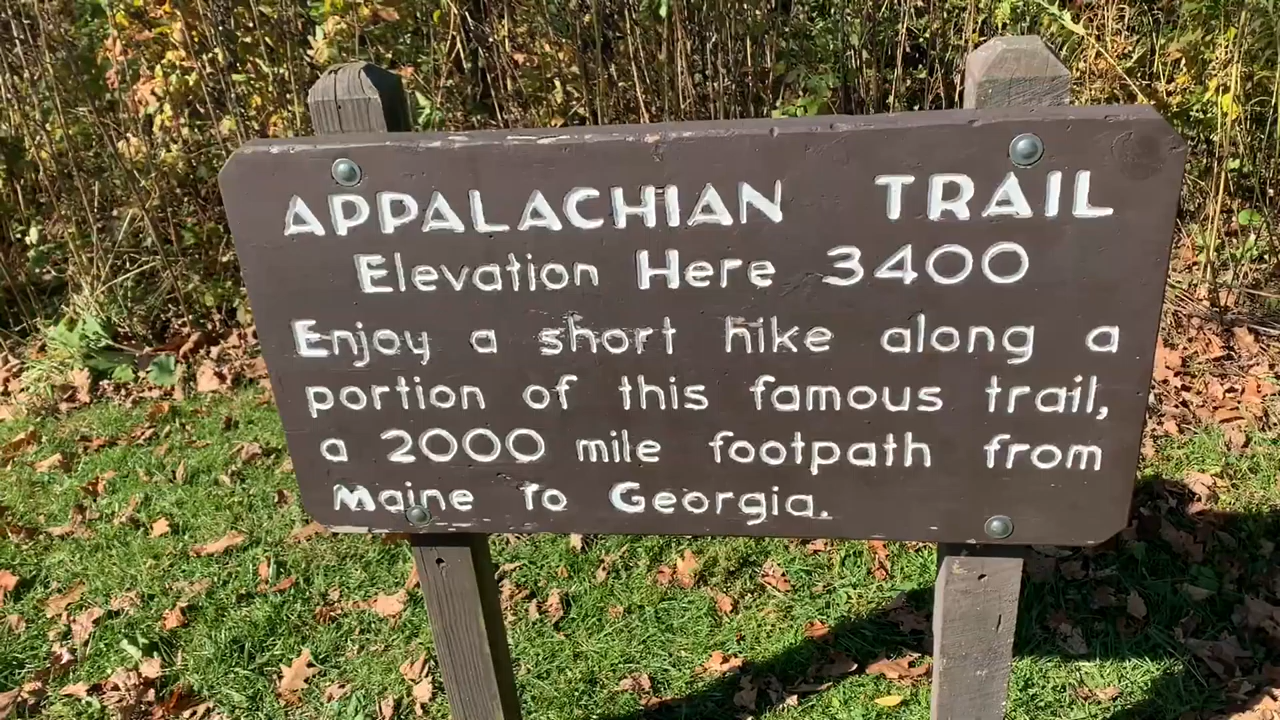 APPALACHIAN TRAIL
Elevation Here 3400
Enjoy a short hike along a
portion of this famous trail,
a 2000 mile footpath from
Maine to Georgia.